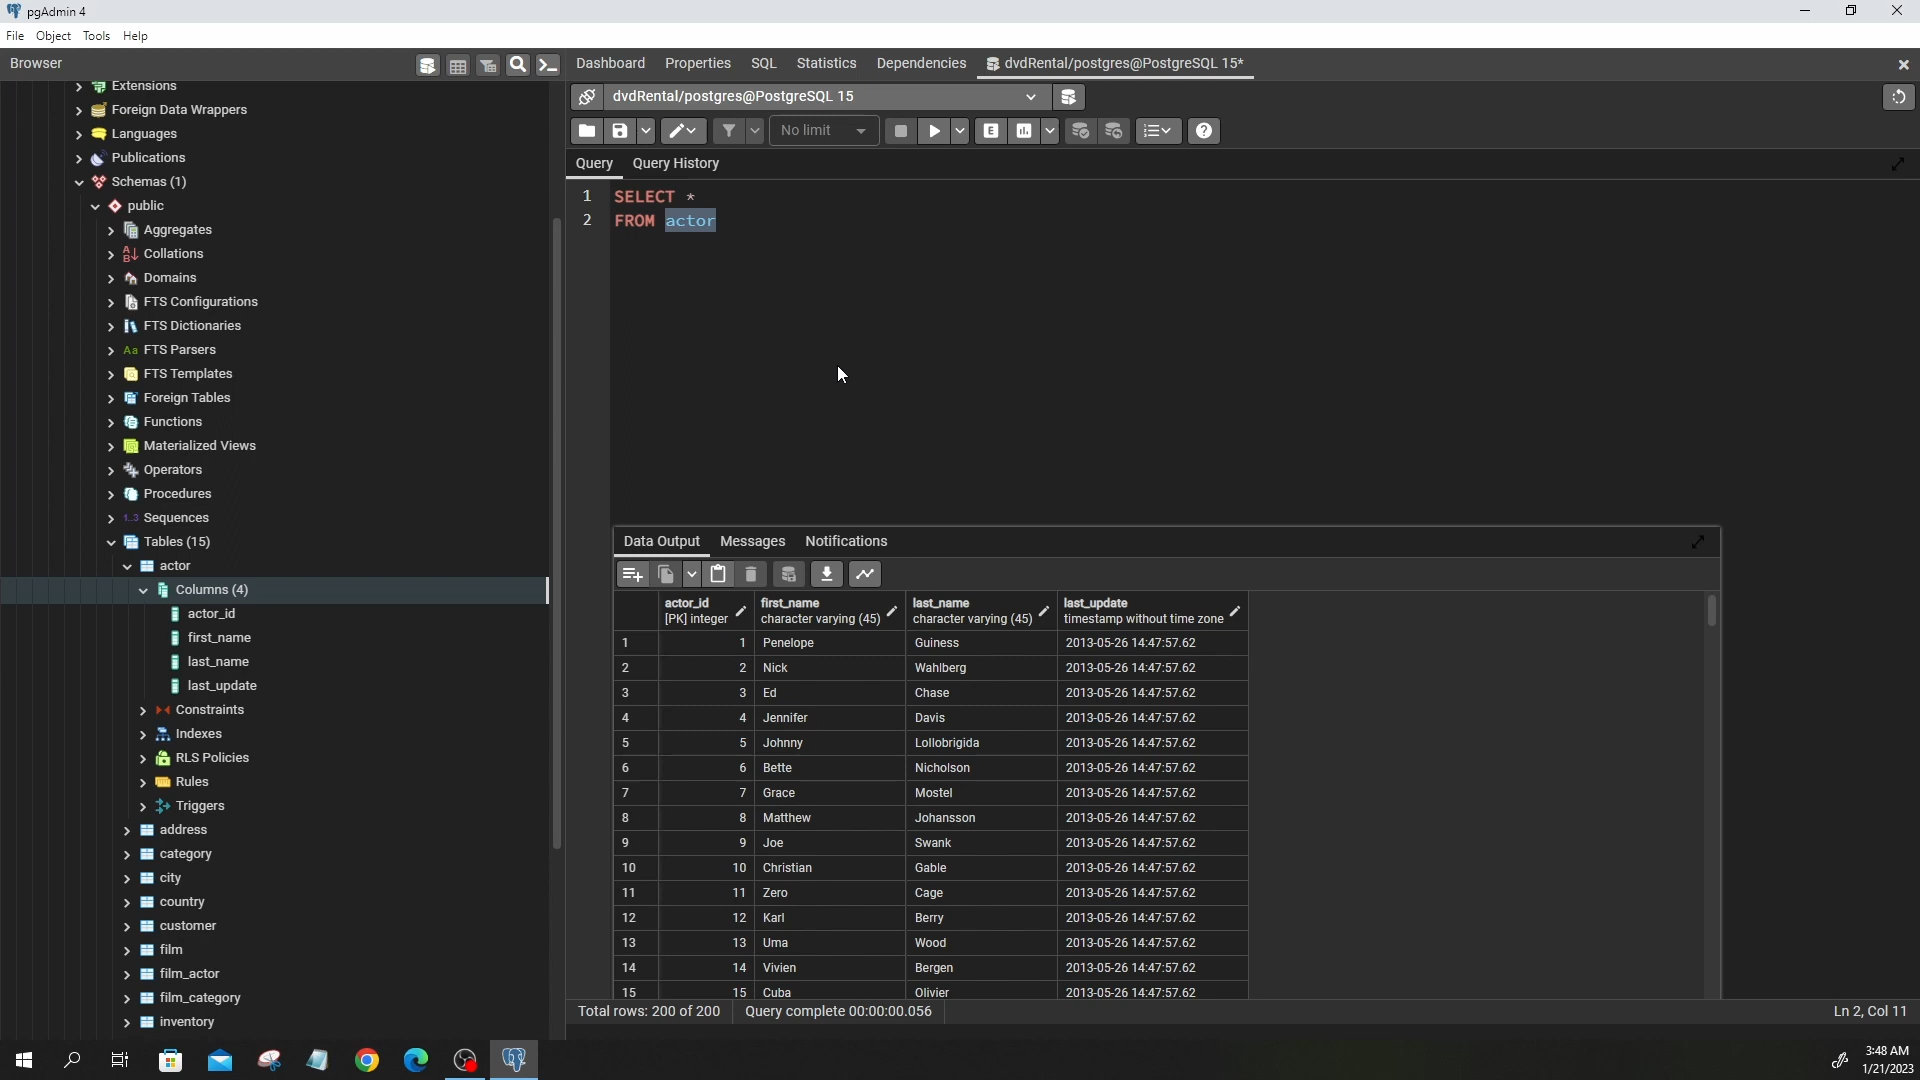 pgAdmin 4
File Object Tools Help
Browser
Dashboard Properties SQL Statistics Dependencies dvdRental/postgres@PostgreSQL 15*
Extensions
Foreign Data Wrappers
Languages
Publications
Schemas (1)
public
Aggregates
Collations
Domains
FTS Configurations
FTS Dictionaries
Aa FTS Parsers
FTS Templates
Foreign Tables
Functions
Materialized Views
Operators
Procedures
1..3 Sequences
Tables (15)
actor
Columns (4)
actor_id
first_name
last_name
last_update
Constraints
Indexes
RLS Policies
Rules
Triggers
address
category
city
country
customer
film
film_actor
film_category
inventory
dvdRental/postgres@PostgreSQL 15
No limit E
Query Query History
1 SELECT *
2 FROM actor
Data Output Messages Notifications
actor_id first_name last_name last_update
[PK] integer character varying (45) character varying (45) timestamp without time zone
1 1 Penelope Guiness 2013-05-26 14:47:57.62
2 2 Nick Wahlberg 2013-05-26 14:47:57.62
3 3 Ed Chase 2013-05-26 14:47:57.62
4 4 Jennifer Davis 2013-05-26 14:47:57.62
5 5 Johnny Lollobrigida 2013-05-26 14:47:57.62
6 6 Bette Nicholson 2013-05-26 14:47:57.62
7 7 Grace Mostel 2013-05-26 14:47:57.62
8 8 Matthew Johansson 2013-05-26 14:47:57.62
9 9 Joe Swank 2013-05-26 14:47:57.62
10 10 Christian Gable 2013-05-26 14:47:57.62
11 11 Zero Cage 2013-05-26 14:47:57.62
12 12 Karl Berry 2013-05-26 14:47:57.62
13 13 Uma Wood 2013-05-26 14:47:57.62
14 14 Vivien Bergen 2013-05-26 14:47:57.62
15 15 Cuba Olivier 2013-05-26 14:47:57.62
Total rows: 200 of 200 Query complete 00:00:00.056 Ln 2, Col 11
3:48 AM
1/21/2023